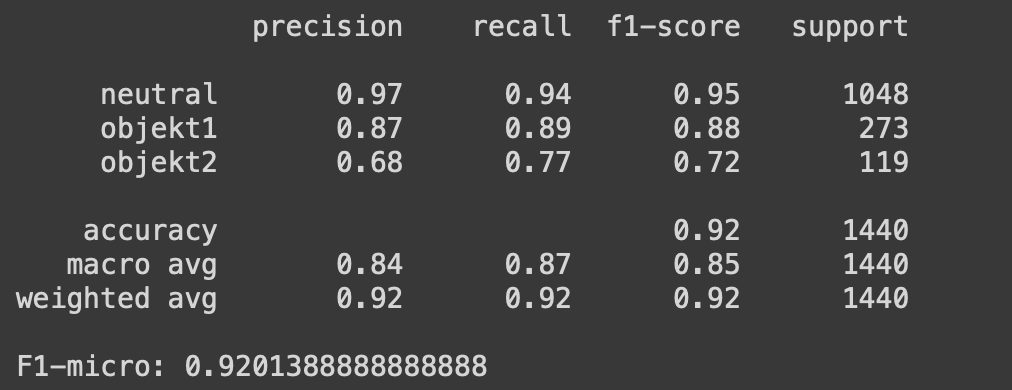 precision recall f1-score support
neutral 0.97 0.94 0.95 1048
objekt1 0.87 0.89 0.88 273
objekt2 0.68 0.77 0.72 119
accuracy 0.92 1440
macro avg 0.84 0.87 0.85 1440
weighted avg 0.92 0.92 0.92 1440
F1-micro: 0.9201388888888888